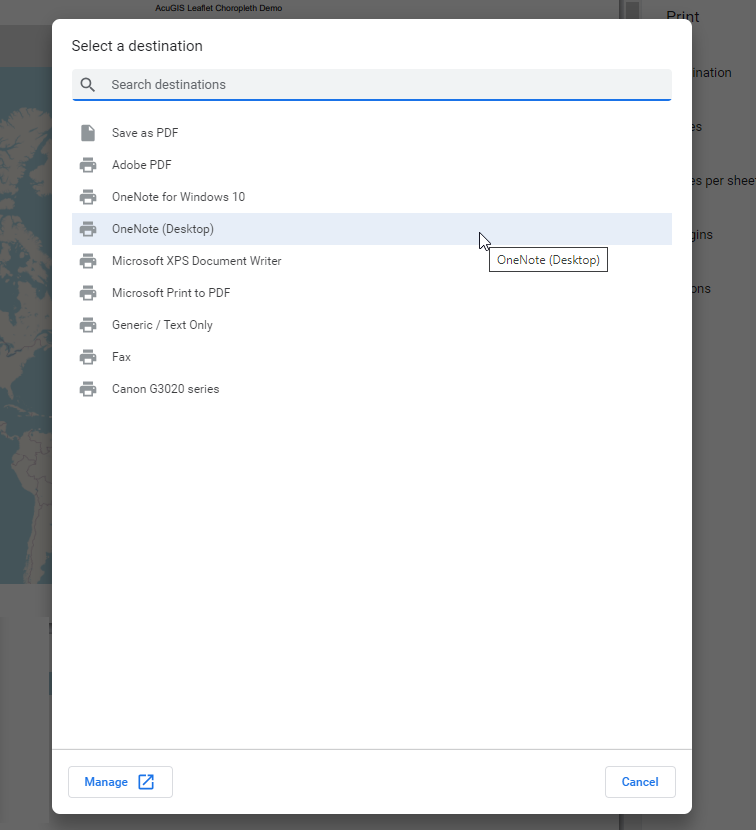 AcuGIS Leaflet Choropleth Demo
Print
Select a destination
Search destinations
ination
Save as PDF
es
Adobe PDF
es per shee
OneNote for Windows 10
OneNote (Desktop)
gins
OneNote (Desktop)
Microsoft XPS Document Writer
ons
Microsoft Print to PDF
Generic / Text Only
Fax
Canon G3020 series
Manage
Cancel